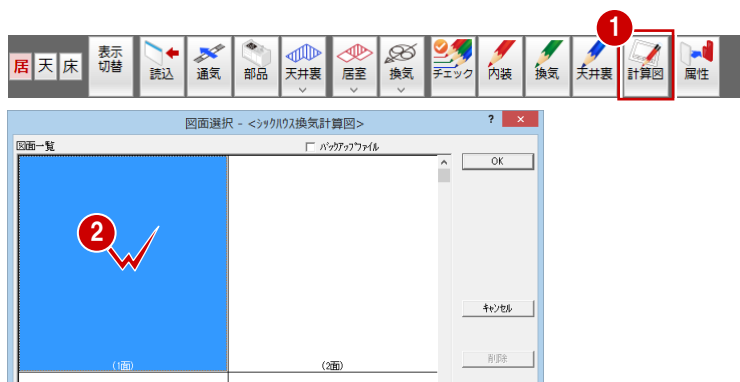 1
居 天 床 表示切替 読込 通気 部品 天井裏 居室 換気 チェック 内装 換気 天井裏 計算図 属性
図面選択 - <シックハウス換気計算図> ? ×
図面一覧
バックアップファイル
OK
2
キャンセル
(1面)
(2面)
削除